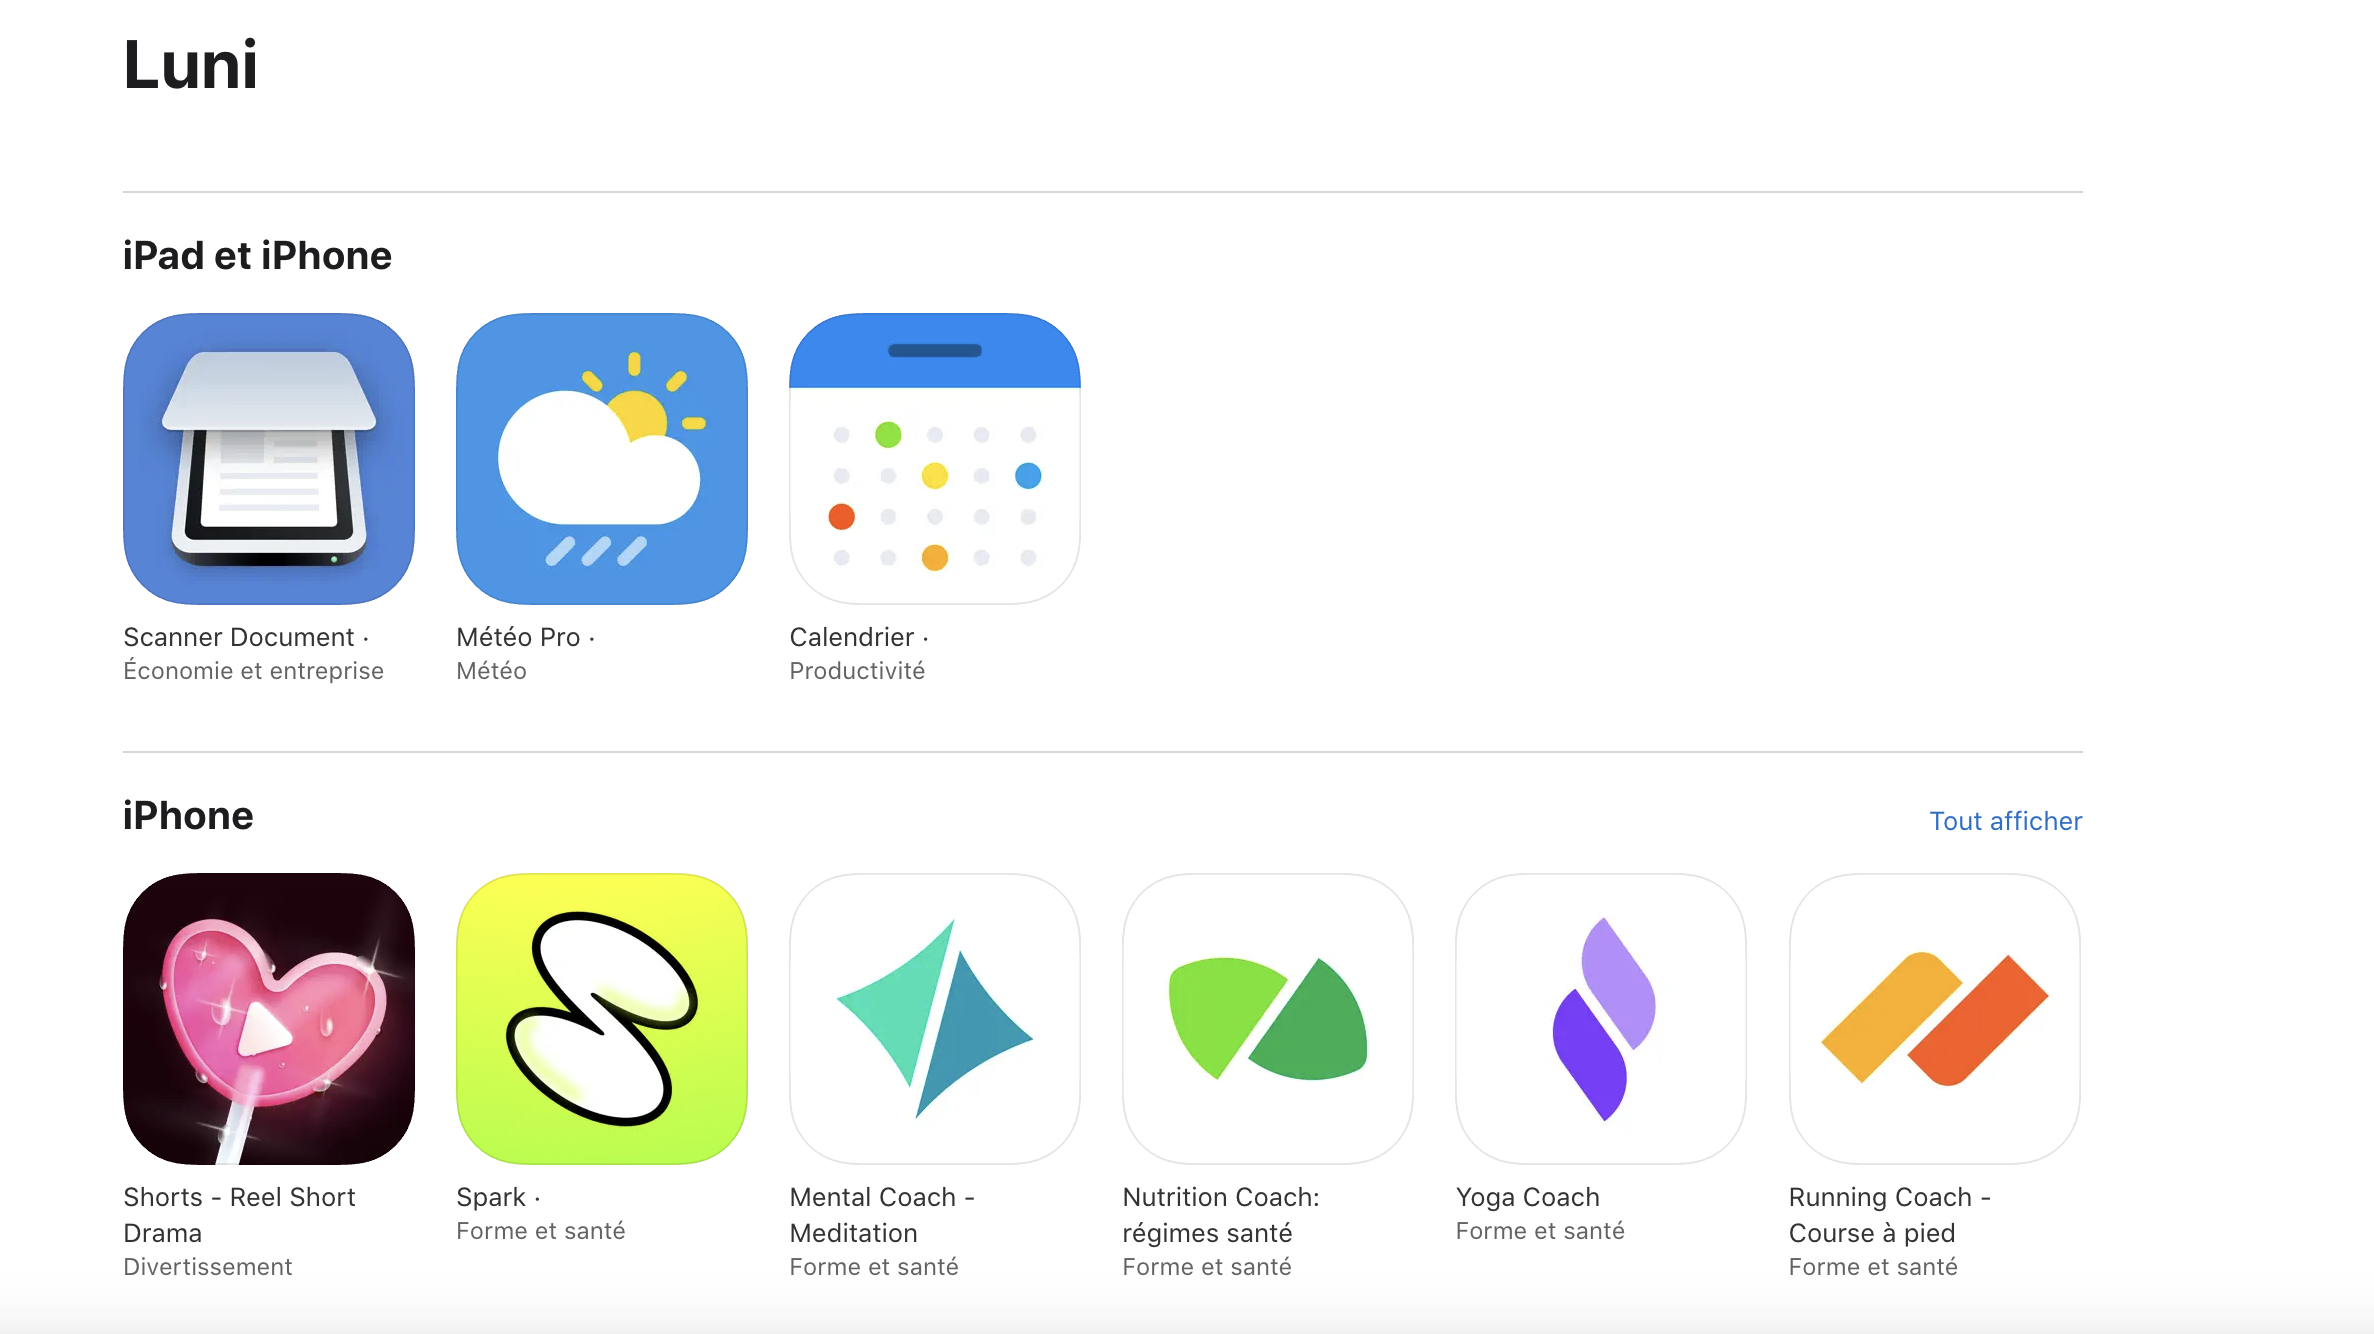 Luni
iPad et iPhone
Scanner Document ·
Économie et entreprise
Météo Pro ·
Météo
Calendrier ·
Productivité
iPhone
Tout afficher
Shorts - Reel Short
Drama
Divertissement
Spark ·
Forme et santé
Mental Coach -
Meditation
Forme et santé
Nutrition Coach:
régimes santé
Forme et santé
Yoga Coach
Forme et santé
Running Coach -
Course à pied
Forme et santé